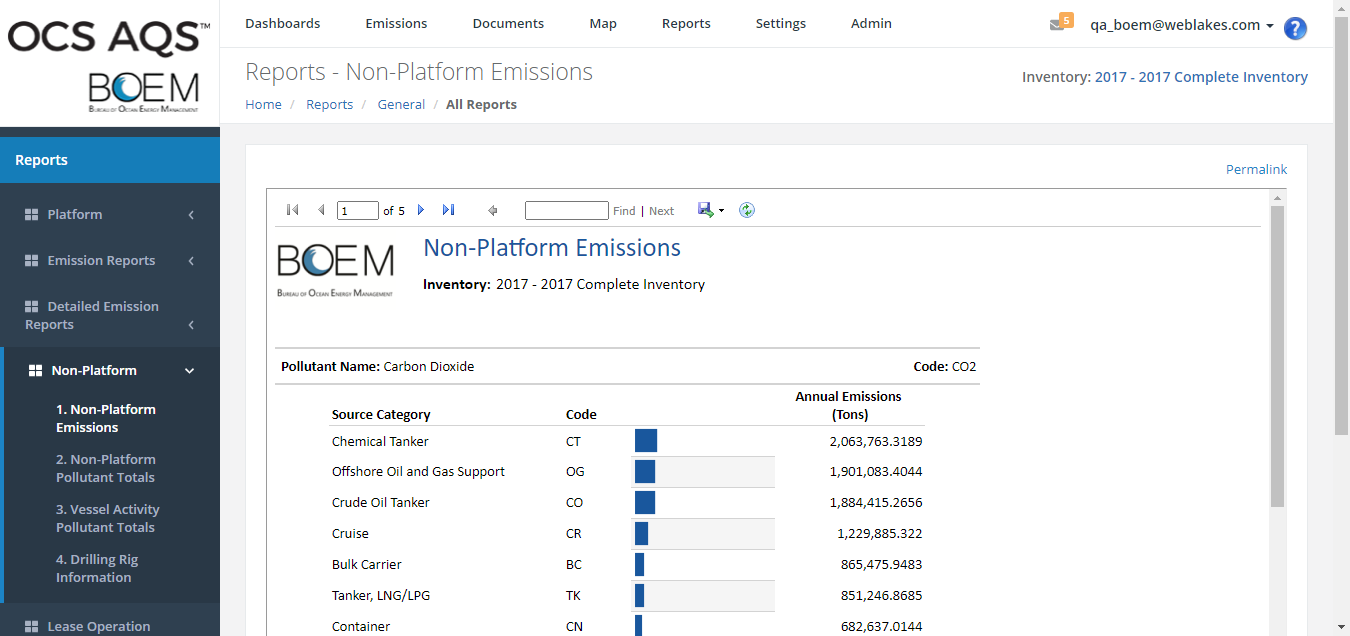 OCS AQS™
BOEM
Bureau of Ocean Energy Management
Dashboards Emissions Documents Map Reports Settings Admin
5 qa_boem@weblakes.com ?
Reports - Non-Platform Emissions
Inventory: 2017 - 2017 Complete Inventory
Home / Reports / General / All Reports
Reports
Platform
Emission Reports
Detailed Emission
Reports
Non-Platform
1. Non-Platform
Emissions
2. Non-Platform
Pollutant Totals
3. Vessel Activity
Pollutant Totals
4. Drilling Rig
Information
Lease Operation
Permalink
1 of 5 Find | Next
BOEM
Bureau of Ocean Energy Management
Non-Platform Emissions
Inventory: 2017 - 2017 Complete Inventory
Pollutant Name: Carbon Dioxide Code: CO2
Annual Emissions
Source Category Code (Tons)
Chemical Tanker CT 2,063,763.3189
Offshore Oil and Gas Support OG 1,901,083.4044
Crude Oil Tanker CO 1,884,415.2656
Cruise CR 1,229,885.322
Bulk Carrier BC 865,475.9483
Tanker, LNG/LPG TK 851,246.8685
Container CN 682,637.0144